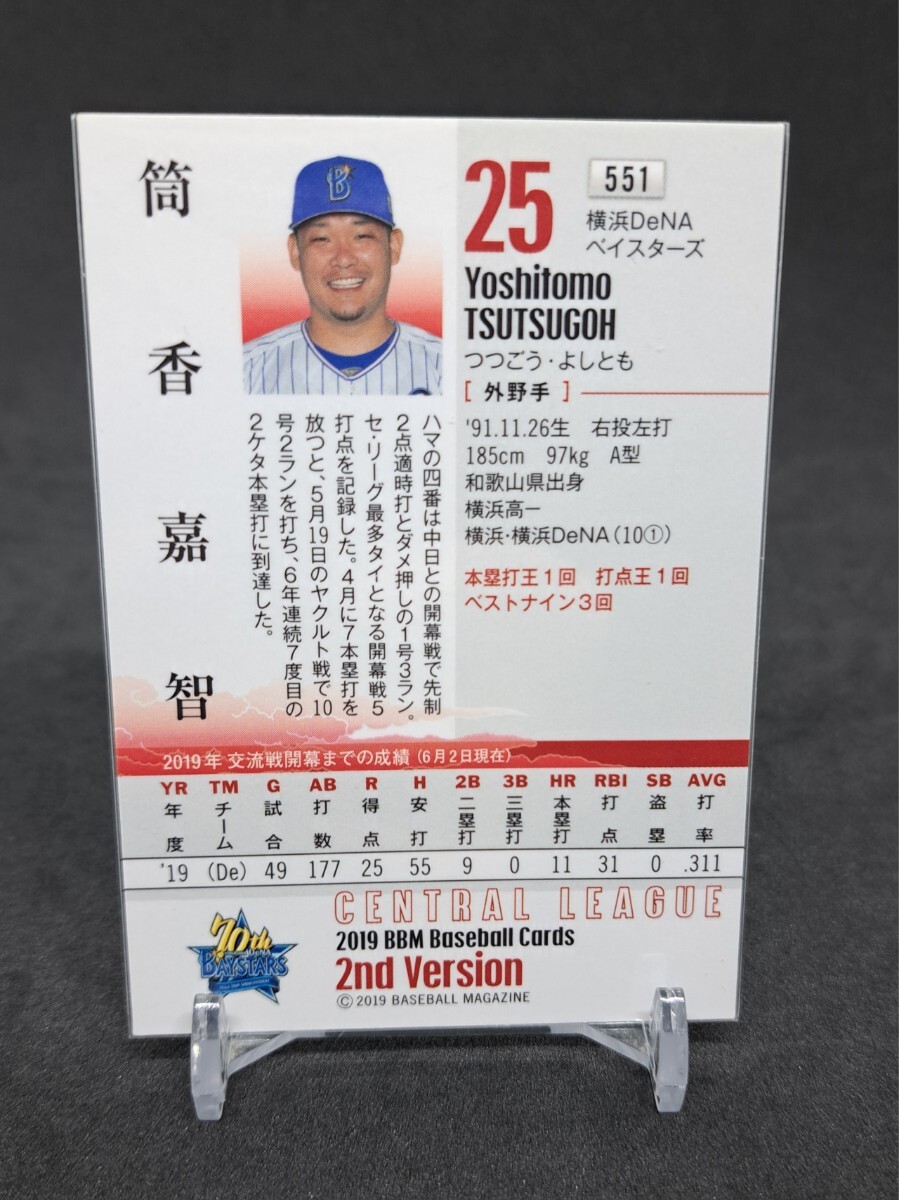 筒香嘉智
25
551
横浜DeNA
ベイスターズ
Yoshitomo
TSUTSUGOH
つつごう・よしとも
[ 外野手 ]
'91.11.26生 右投左打
185cm 97kg A型
和歌山県出身
横浜高―
横浜・横浜DeNA(10①)
本塁打王1回 打点王1回
ベストナイン3回
ハマの四番は中日との開幕戦で先制
2点適時打とダメ押しの1号3ラン。
セ・リーグ最多タイとなる開幕戦5
打点を記録した。4月に7本塁打を
放つと、5月19日のヤクルト戦で10
号2ランを打ち、6年連続7度目の
2ケタ本塁打に到達した。
2019年 交流戦開幕までの成績(6月2日現在)
YR TM G AB R H 2B 3B HR RBI SB AVG
年度 チーム 試合 打数 得点 安打 二塁打 三塁打 本塁打 打点 盗塁 打率
'19 (De) 49 177 25 55 9 0 11 31 0 .311
CENTRAL LEAGUE
2019 BBM Baseball Cards
2nd Version
©2019 BASEBALL MAGAZINE
70th
BAYSTARS
B